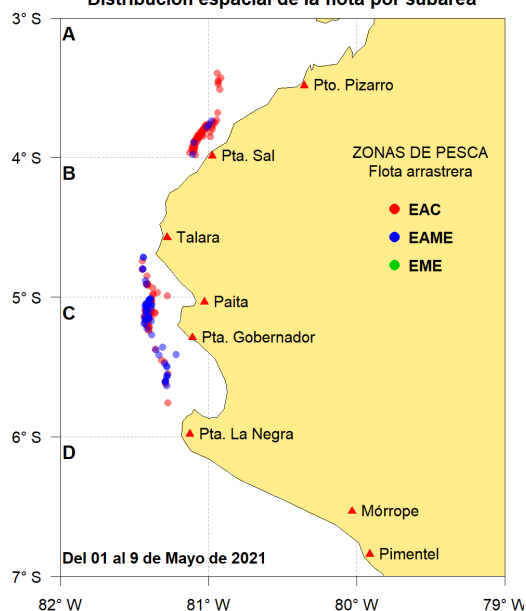 Distribución espacial de la flota por subárea
3° S
A
Pto. Pizarro
4° S
Pta. Sal
ZONAS DE PESCA
B
Flota arrastrera
EAC
Talara
EAME
EME
5° S
Paita
C
Pta. Gobernador
6° S
Pta. La Negra
D
Mórrope
Pimentel
Del 01 al 9 de Mayo de 2021
7° S
82° W
81° W
80° W
79° W